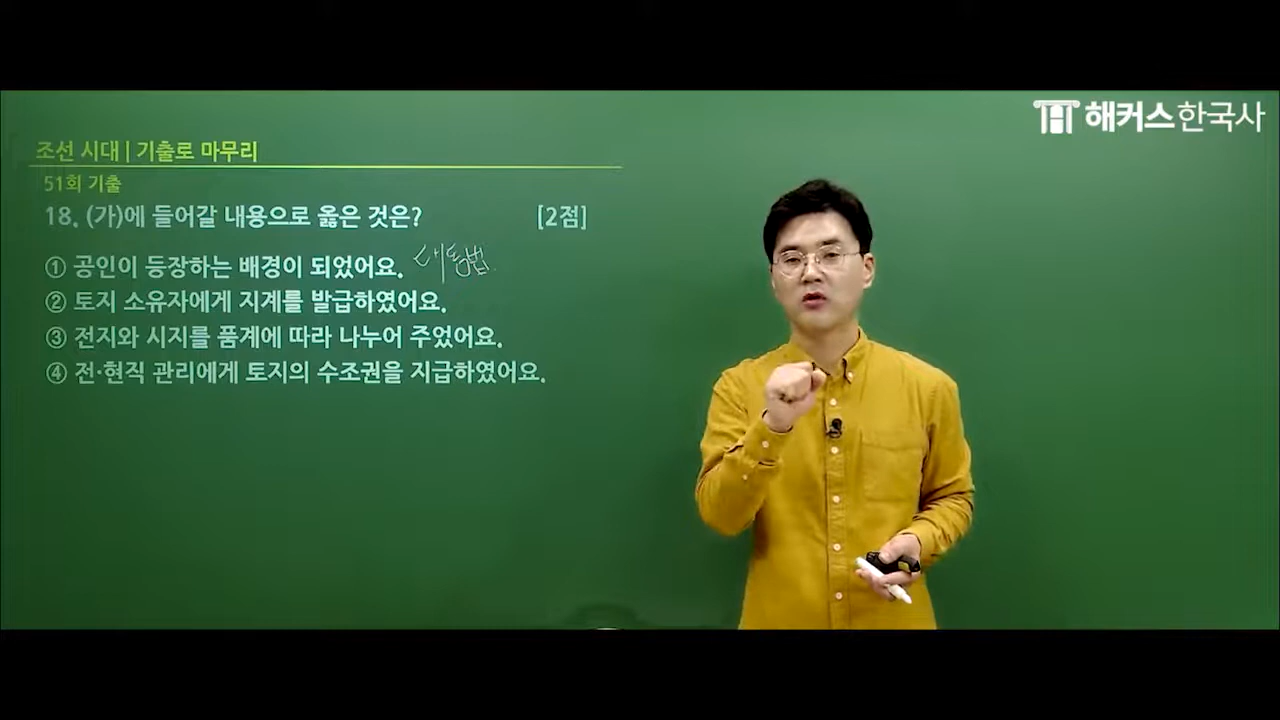 해커스한국사
조선 시대 | 기출로 마무리
51회 기출
18. (가)에 들어갈 내용으로 옳은 것은? [2점]
① 공인이 등장하는 배경이 되었어요. 대동법
② 토지 소유자에게 지계를 발급하였어요.
③ 전지와 시지를 품계에 따라 나누어 주었어요.
④ 전·현직 관리에게 토지의 수조권을 지급하였어요.